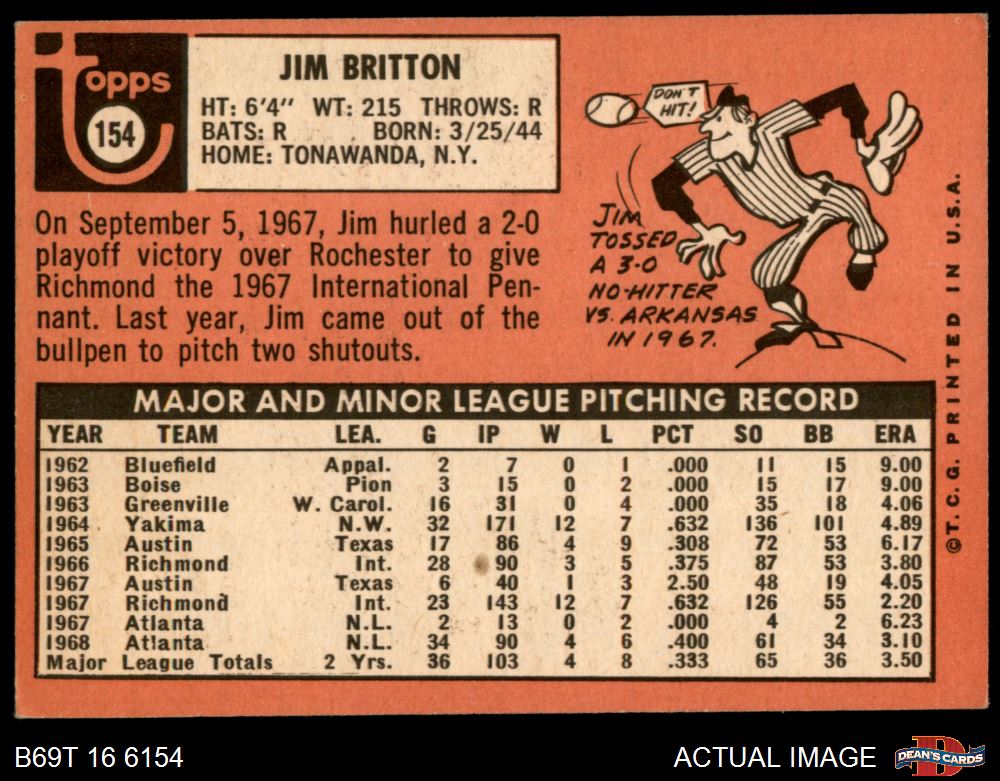 topps
154
JIM BRITTON
HT: 6'4" WT: 215 THROWS: R
BATS: R BORN: 3/25/44
HOME: TONAWANDA, N.Y.
On September 5, 1967, Jim hurled a 2-0
playoff victory over Rochester to give
Richmond the 1967 International Pen-
nant. Last year, Jim came out of the
bullpen to pitch two shutouts.
DON'T
HIT!
JIM
TOSSED
A 3-0
NO-HITTER
VS. ARKANSAS
IN 1967.
MAJOR AND MINOR LEAGUE PITCHING RECORD
YEAR TEAM LEA. G IP W L PCT SO BB ERA
1962 Bluefield Appal. 2 7 0 1 .000 11 15 9.00
1963 Boise Pion 3 15 0 2 .000 15 17 9.00
1963 Greenville W. Carol. 16 31 0 4 .000 35 18 4.06
1964 Yakima N.W. 32 171 12 7 .632 136 101 4.89
1965 Austin Texas 17 86 4 9 .308 72 53 6.17
1966 Richmond Int. 28 90 3 5 .375 87 53 3.80
1967 Austin Texas 6 40 1 3 2.50 48 19 4.05
1967 Richmond Int. 23 143 12 7 .632 126 55 2.20
1967 Atlanta N.L. 2 13 0 2 .000 4 2 6.23
1968 Atlanta N.L. 34 90 4 6 .400 61 34 3.10
Major League Totals 2 Yrs. 36 103 4 8 .333 65 36 3.50
©T.C.G. PRINTED IN U.S.A.
B69T 16 6154
ACTUAL IMAGE
D
DEAN'S CARDS